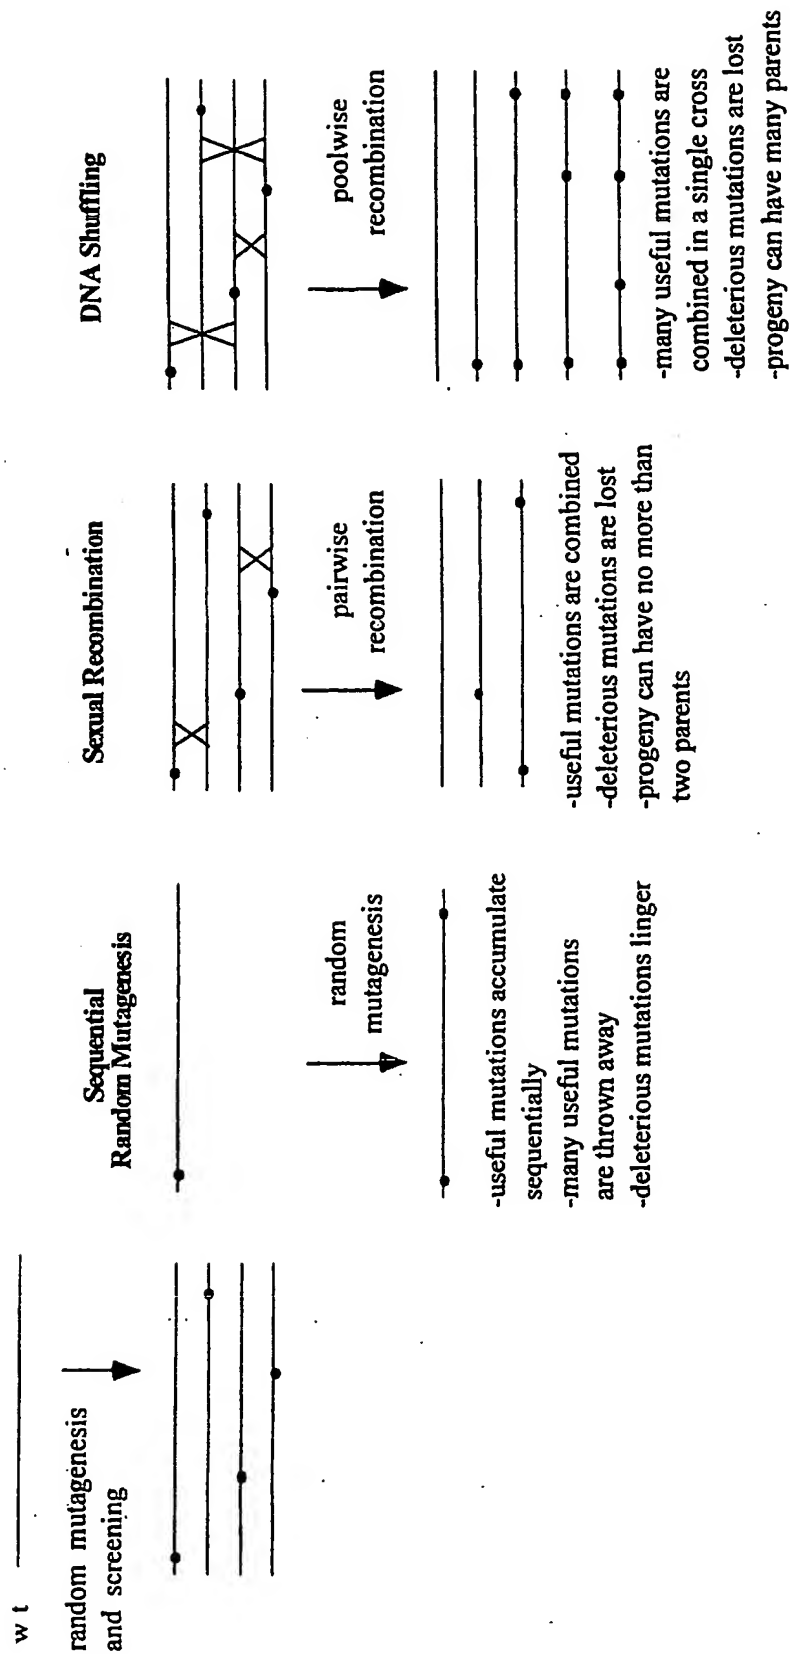 w t
random mutagenesis
and screening
Sequential
Random Mutagenesis
random
mutagenesis
-useful mutations accumulate
sequentially
-many useful mutations
are thrown away
-deleterious mutations linger
Sexual Recombination
pairwise
recombination
-useful mutations are combined
-deleterious mutations are lost
-progeny can have no more than
two parents
DNA Shuffling
poolwise
recombination
-many useful mutations are
combined in a single cross
-deleterious mutations are lost
-progeny can have many parents